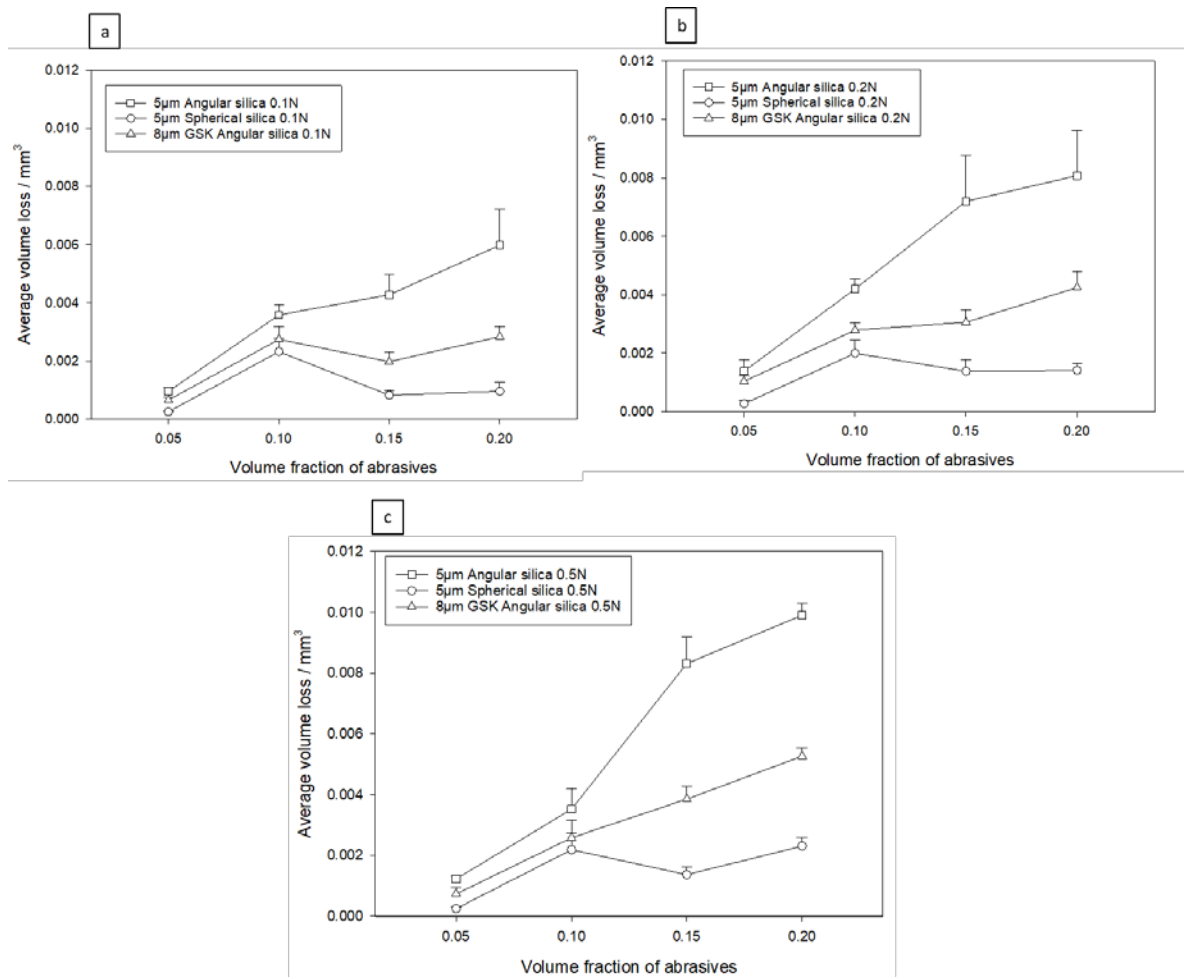 a
0.012
0.010
0.008
0.006
0.004
0.002
0.000
Average volume loss / mm³
5µm Angular silica 0.1N
5µm Spherical silica 0.1N
8µm GSK Angular silica 0.1N
0.05 0.10 0.15 0.20
Volume fraction of abrasives
b
0.012
0.010
0.008
0.006
0.004
0.002
0.000
Average volume loss / mm³
5µm Angular silica 0.2N
5µm Spherical silica 0.2N
8µm GSK Angular silica 0.2N
0.05 0.10 0.15 0.20
Volume fraction of abrasives
c
0.012
0.010
0.008
0.006
0.004
0.002
0.000
Average volume loss / mm³
5µm Angular silica 0.5N
5µm Spherical silica 0.5N
8µm GSK Angular silica 0.5N
0.05 0.10 0.15 0.20
Volume fraction of abrasives